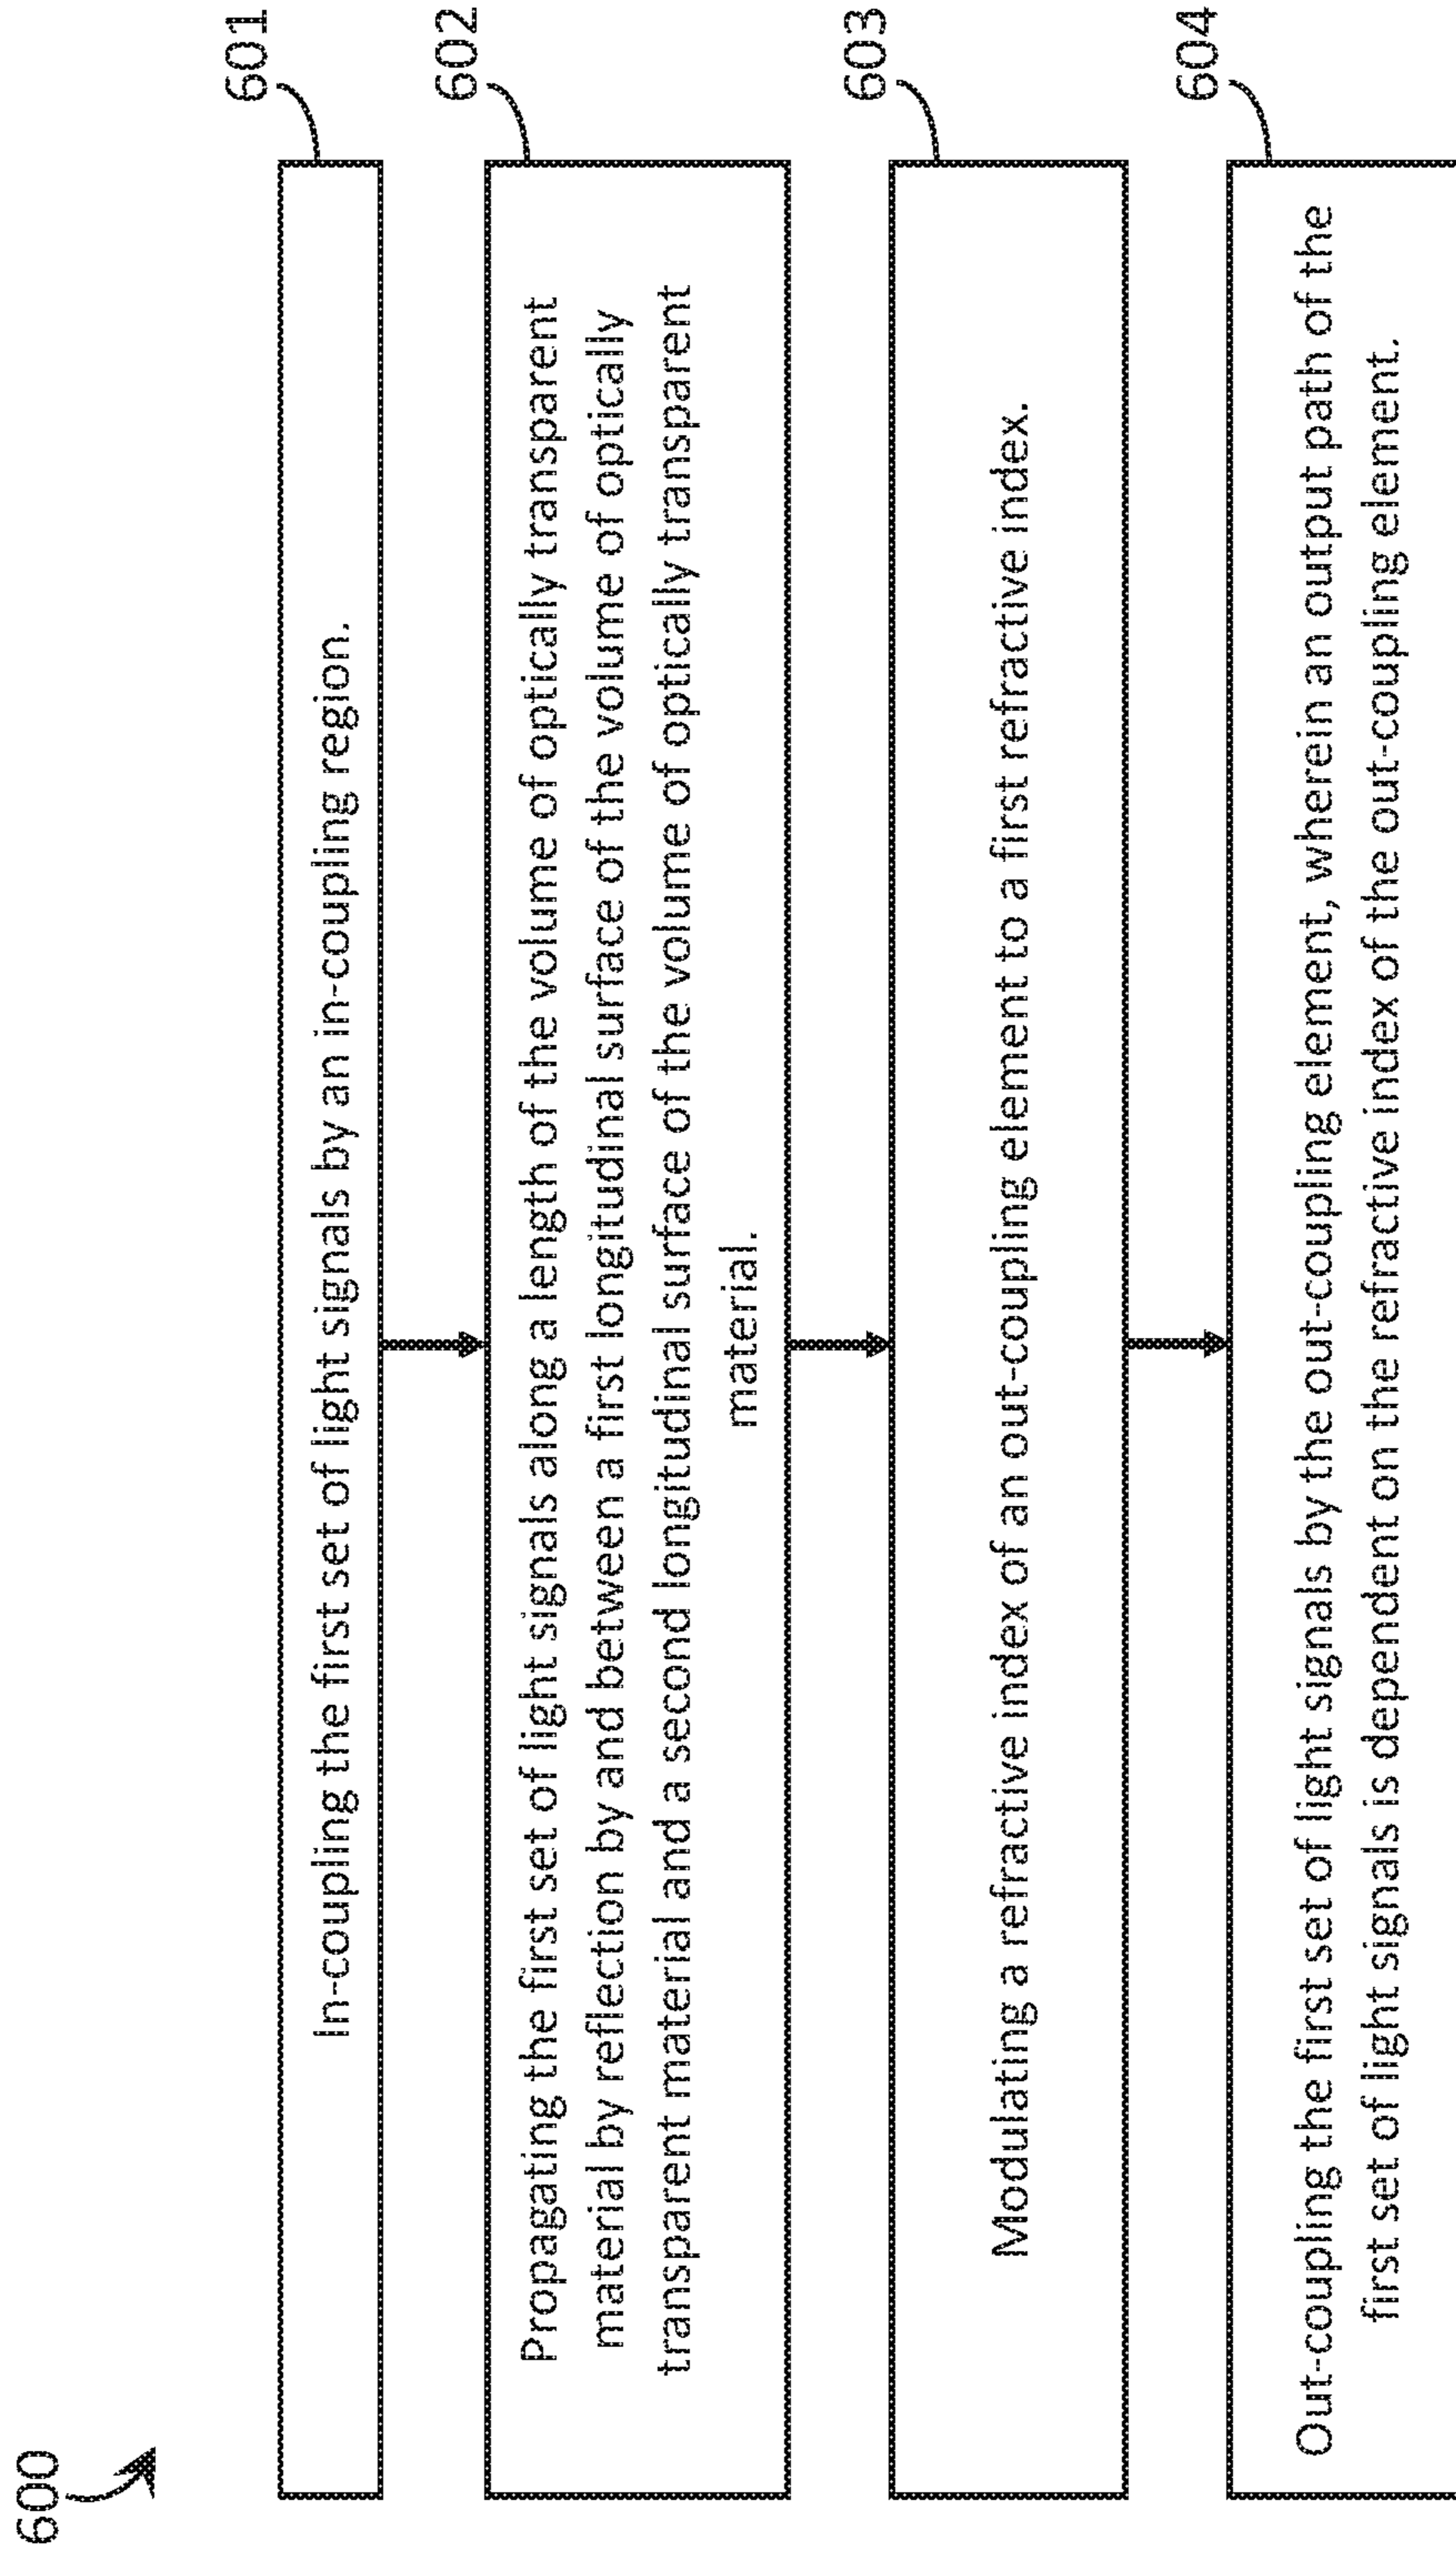 600
601
In-coupling the first set of light signals by an in-coupling region.
602
Propagating the first set of light signals along a length of the volume of optically transparent
material by reflection by and between a first longitudinal surface of the volume of optically
transparent material and a second longitudinal surface of the volume of optically transparent
material.
603
Modulating a refractive index of an out-coupling element to a first refractive index.
604
Out-coupling the first set of light signals by the out-coupling element, wherein an output path of the
first set of light signals is dependent on the refractive index of the out-coupling element.